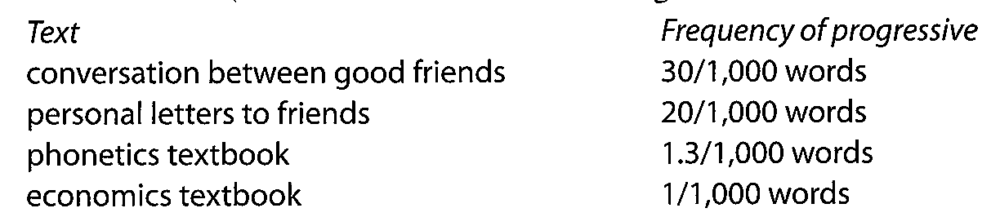 Text Frequency of progressive
conversation between good friends 30/1,000 words
personal letters to friends 20/1,000 words
phonetics textbook 1.3/1,000 words
economics textbook 1/1,000 words